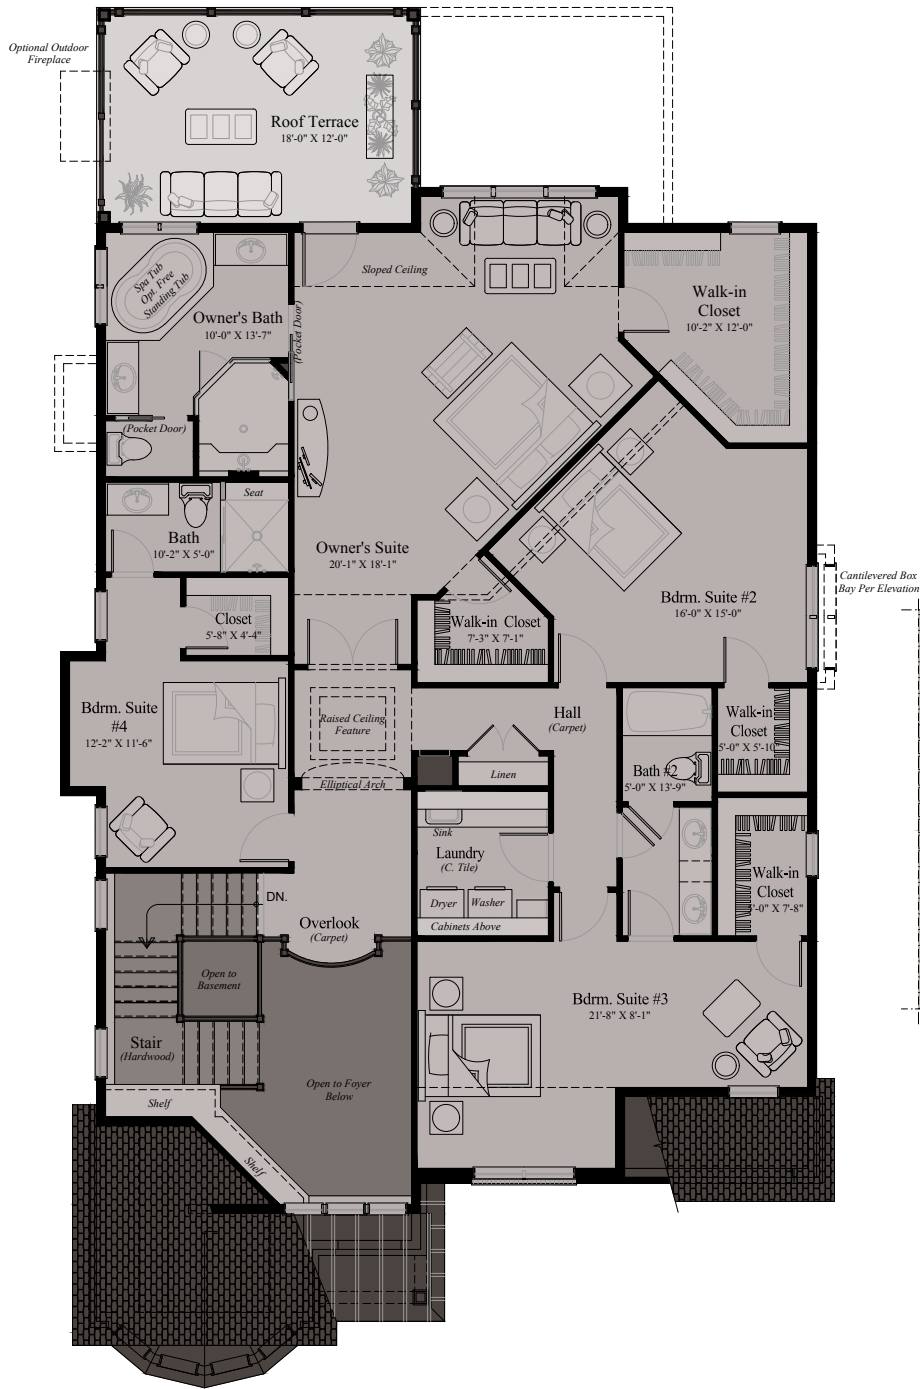 Optional Outdoor
Fireplace
Roof Terrace
18'-0" X 12'-0"
Sloped Ceiling
Spa Tub
Opt. Free
Standing Tub
Owner's Bath
10'-0" X 13'-7"
(Pocket Door)
Walk-in
Closet
10'-2" X 12'-0"
(Pocket Door)
Seat
Bath
10'-2" X 5'-0"
Owner's Suite
20'-1" X 18'-1"
Cantilevered Box
Bay Per Elevation
Bdrm. Suite #2
16'-0" X 15'-0"
Closet
5'-8" X 4'-4"
Walk-in Closet
7'-3" X 7'-1"
Bdrm. Suite
#4
12'-2" X 11'-6"
Raised Ceiling
Feature
Hall
(Carpet)
Walk-in
Closet
5'-0" X 5'-10"
Linen
Bath #2
5'-0" X 13'-9"
Elliptical Arch
Sink
Laundry
(C. Tile)
Dryer
Washer
Cabinets Above
Walk-in
Closet
'-0" X 7'-8"
DN.
Overlook
(Carpet)
Open to
Basement
Bdrm. Suite #3
21'-8" X 8'-1"
Stair
(Hardwood)
Open to Foyer
Below
Shelf
Shelf